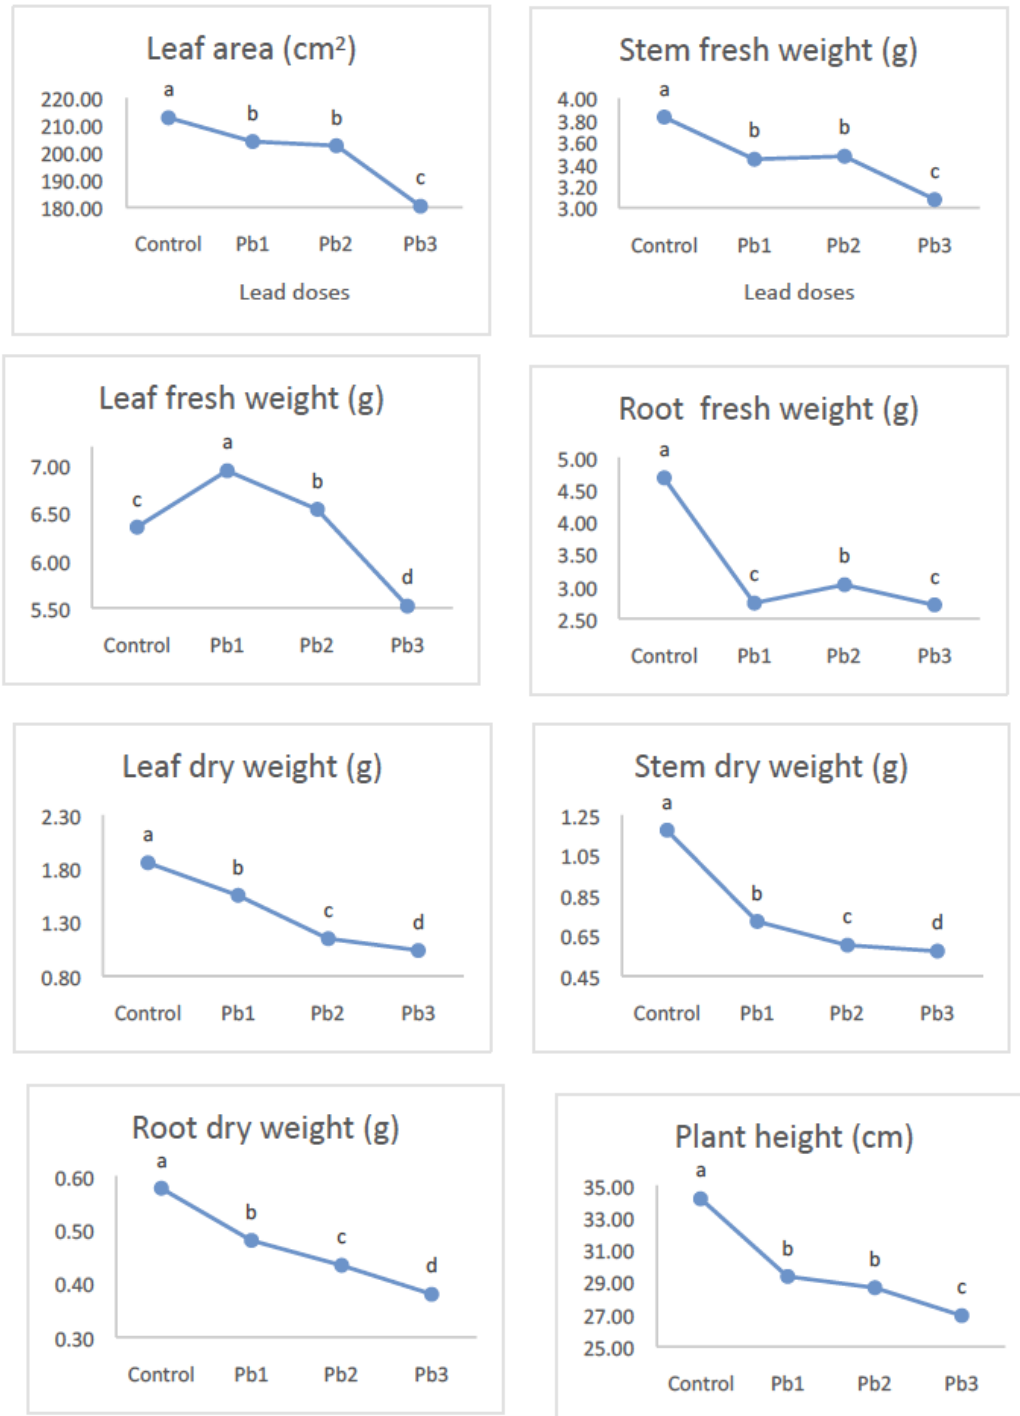 Leaf area (cm²)
a
220.00
b
b
210.00
200.00
190.00
c
180.00
Control Pb1 Pb2 Pb3
Lead doses
Stem fresh weight (g)
a
4.00
3.80
b
b
3.60
3.40
c
3.20
3.00
Control Pb1 Pb2 Pb3
Lead doses
Leaf fresh weight (g)
a
7.00
b
c
6.50
6.00
d
5.50
Control Pb1 Pb2 Pb3
Root fresh weight (g)
a
5.00
4.50
4.00
3.50
b
c
c
3.00
2.50
Control Pb1 Pb2 Pb3
Leaf dry weight (g)
2.30
a
1.80
b
c
1.30
d
0.80
Control Pb1 Pb2 Pb3
Stem dry weight (g)
a
1.25
1.05
0.85
b
c
d
0.65
0.45
Control Pb1 Pb2 Pb3
Root dry weight (g)
a
0.60
b
0.50
c
d
0.40
0.30
Control Pb1 Pb2 Pb3
Plant height (cm)
a
35.00
33.00
31.00
b
b
29.00
c
27.00
25.00
Control Pb1 Pb2 Pb3